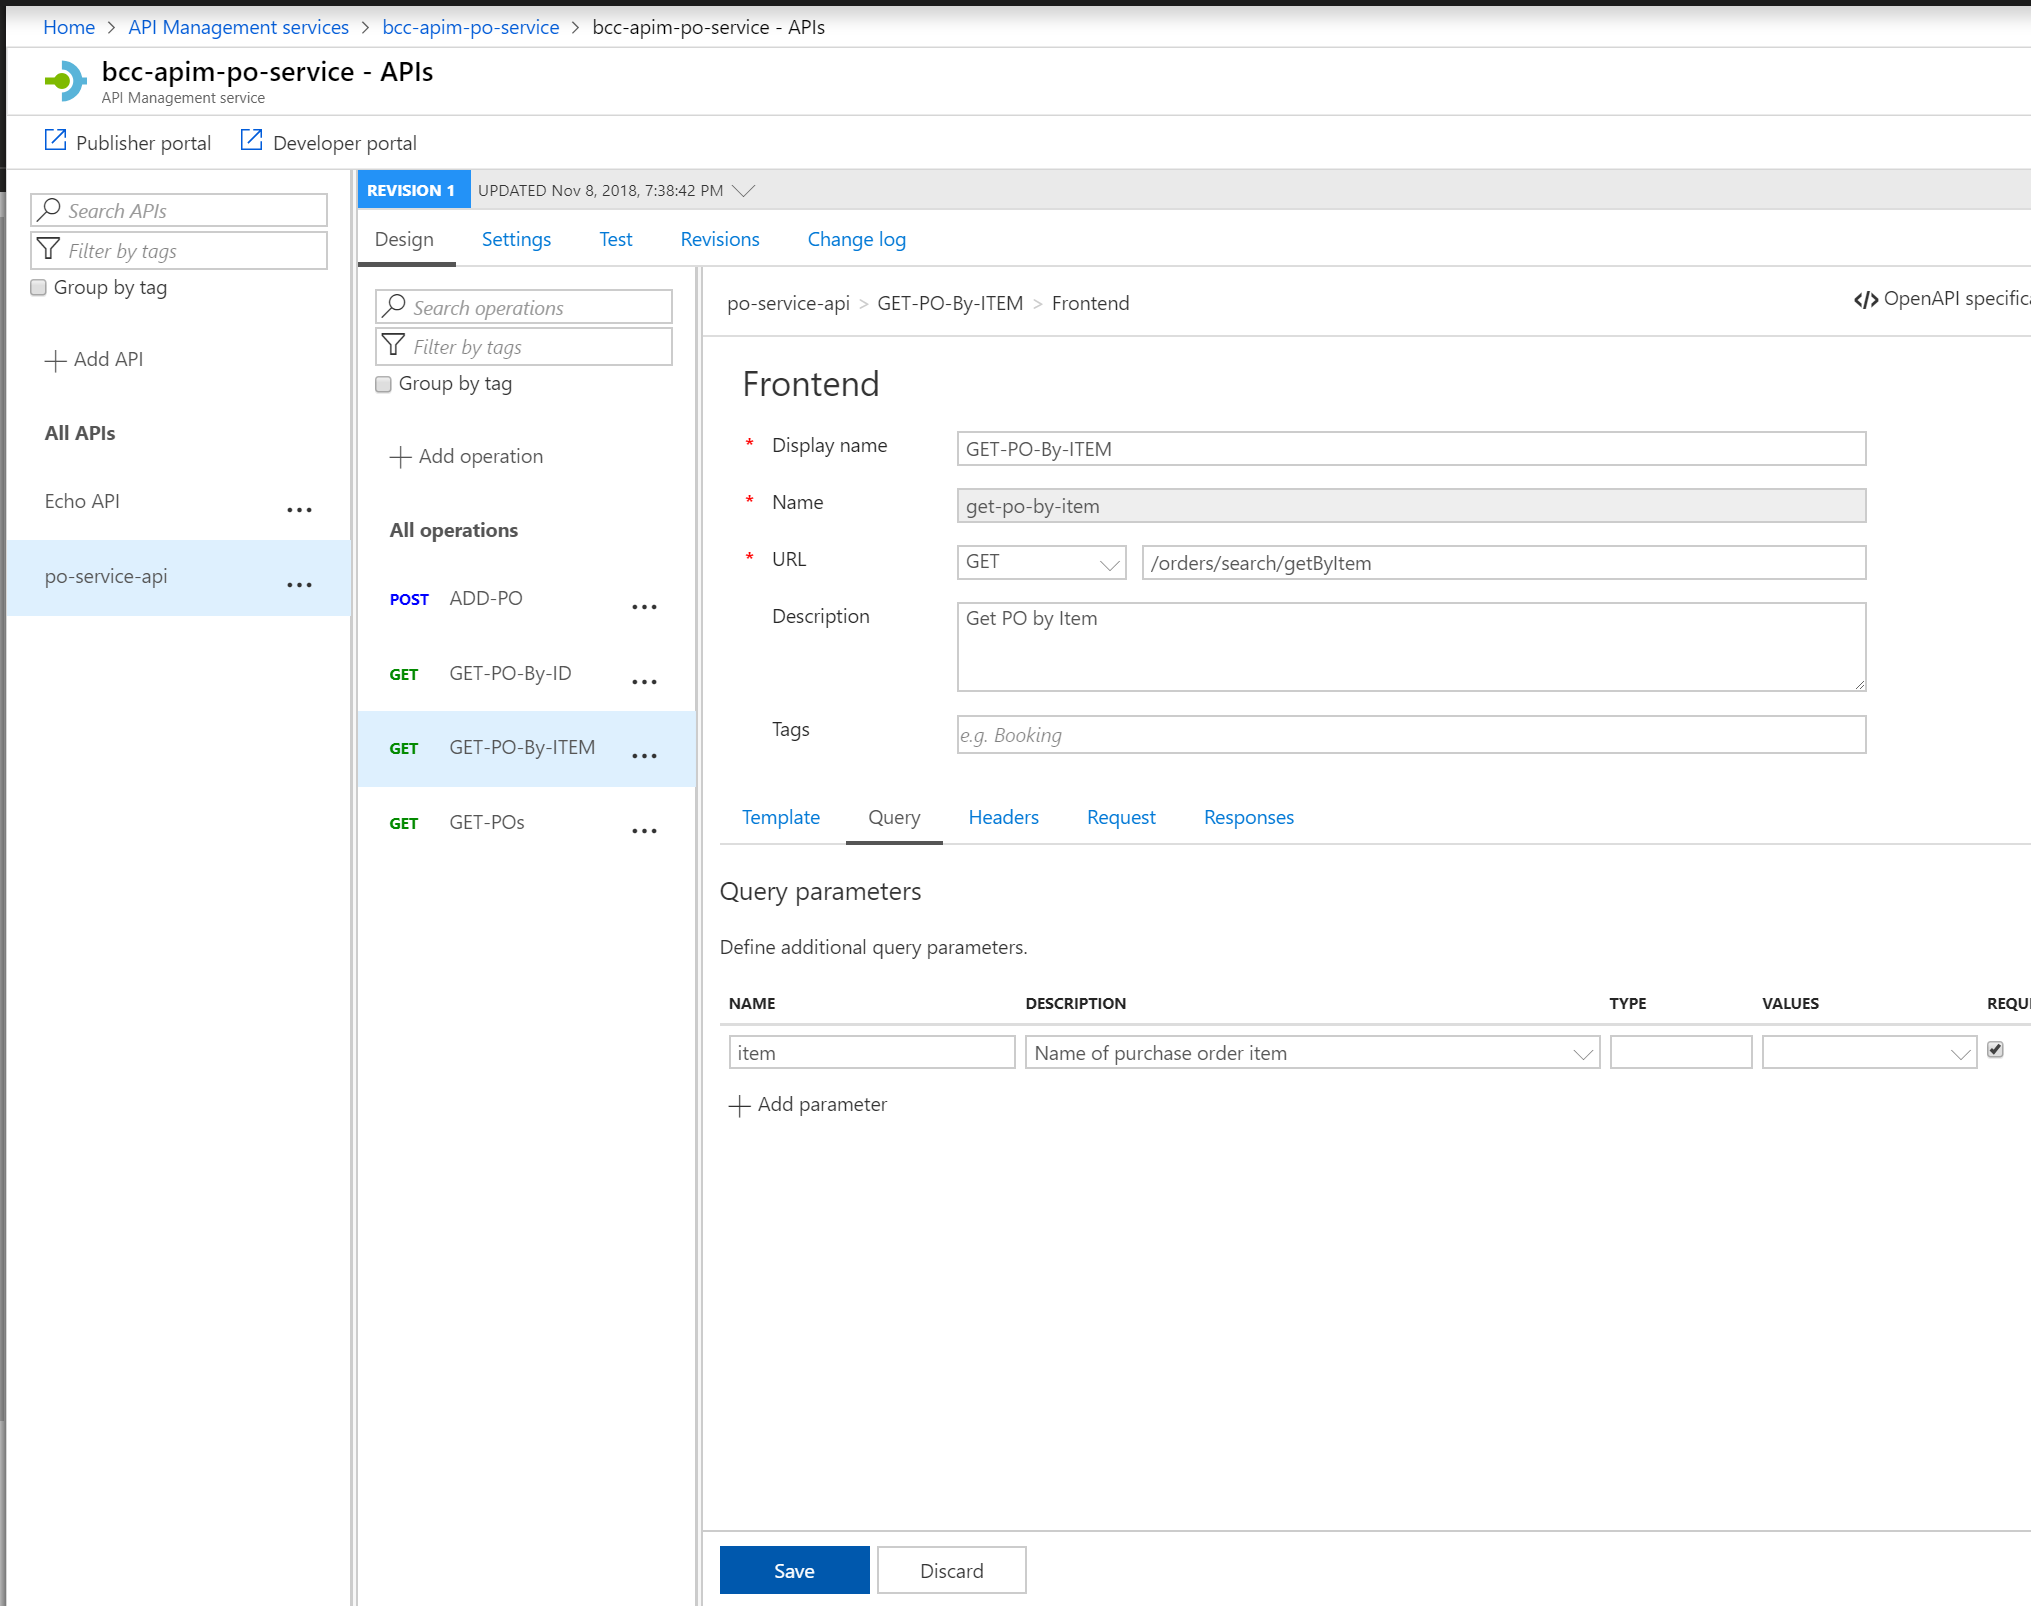 Home > API Management services > bcc-apim-po-service > bcc-apim-po-service - APIs
bcc-apim-po-service - APIs
API Management service
Publisher portal Developer portal
Search APIs
Filter by tags
Group by tag
+ Add API
All APIs
Echo API ...
po-service-api ...
REVISION 1 UPDATED Nov 8, 2018, 7:38:42 PM
Design Settings Test Revisions Change log
Search operations
Filter by tags
Group by tag
+ Add operation
All operations
POST ADD-PO ...
GET GET-PO-By-ID ...
GET GET-PO-By-ITEM ...
GET GET-POs ...
po-service-api > GET-PO-By-ITEM > Frontend
</> OpenAPI specifica
Frontend
* Display name GET-PO-By-ITEM
* Name get-po-by-item
* URL GET /orders/search/getByItem
Description Get PO by Item
Tags e.g. Booking
Template Query Headers Request Responses
Query parameters
Define additional query parameters.
NAME DESCRIPTION TYPE VALUES REQUI
item Name of purchase order item
+ Add parameter
Save Discard